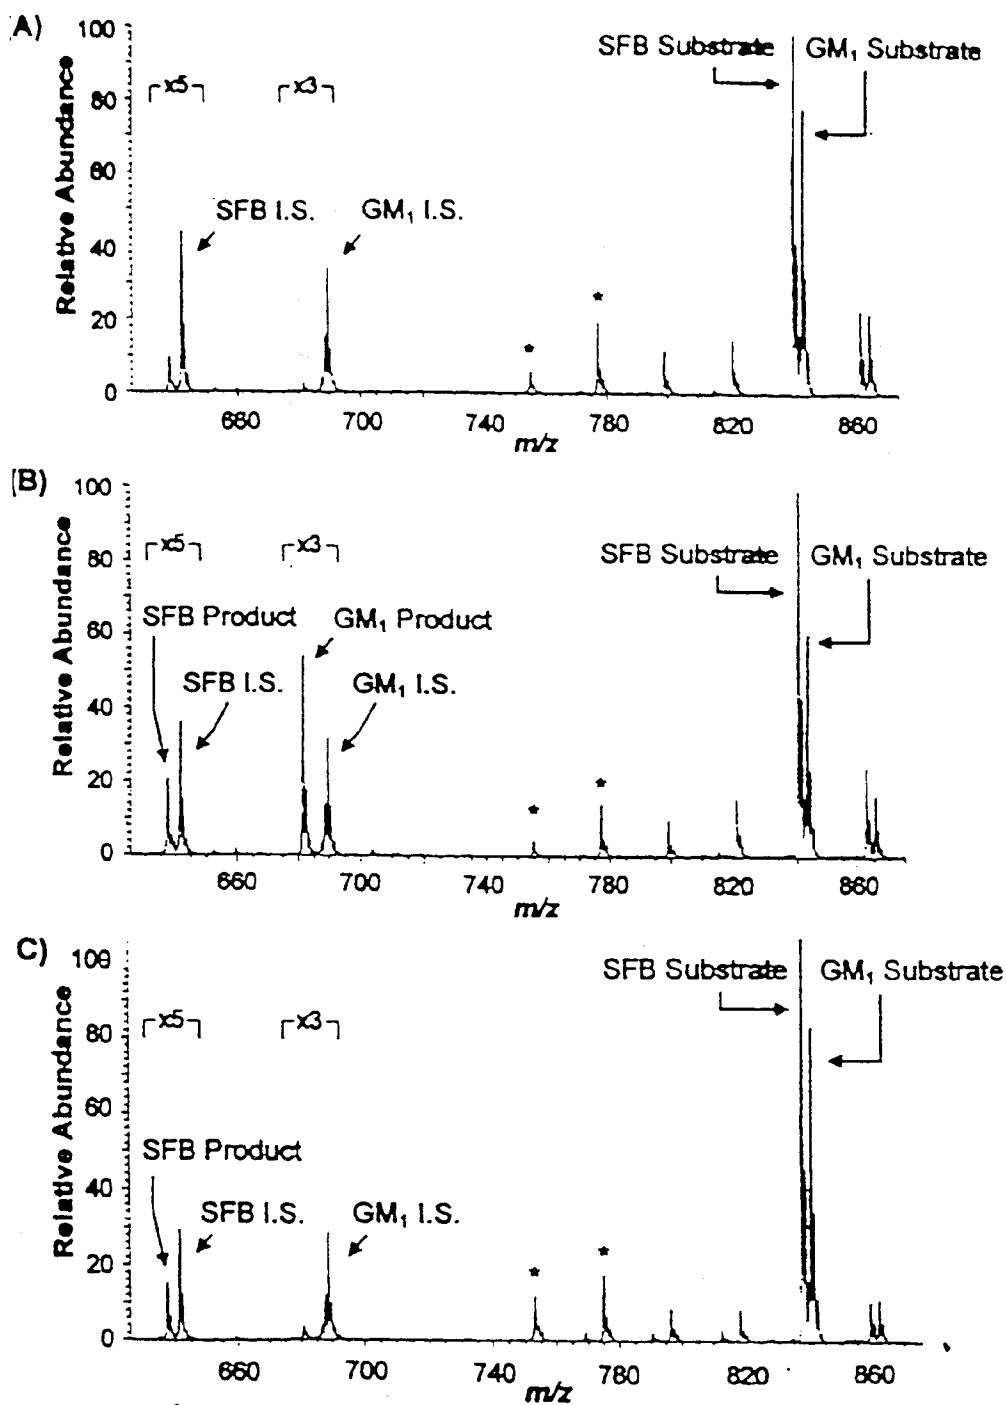 (A)
100
80
60
40
20
0
Relative Abundance
x5
x3
SFB Substrate
GM₁ Substrate
SFB I.S.
GM₁ I.S.
*
*
660
700
740
780
820
860
m/z
(B)
100
80
60
40
20
0
Relative Abundance
x5
x3
SFB Substrate
GM₁ Substrate
SFB Product
GM₁ Product
SFB I.S.
GM₁ I.S.
*
*
660
700
740
780
820
860
m/z
C)
100
80
60
40
20
0
Relative Abundance
x5
x3
SFB Substrate
GM₁ Substrate
SFB Product
SFB I.S.
GM₁ I.S.
*
*
660
700
740
780
820
860
m/z